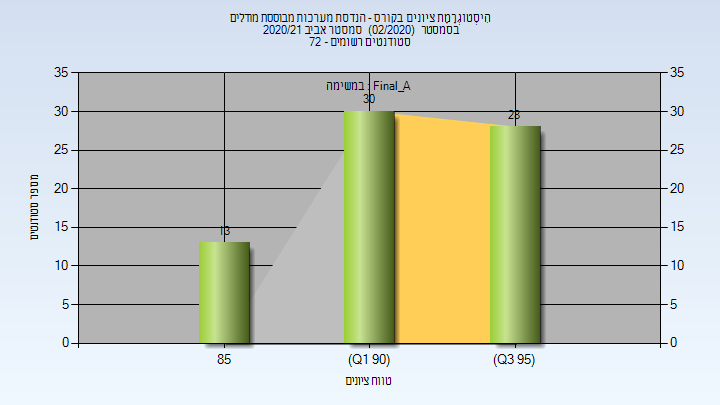 הִיסְטוֹגְרָמַת ציונים בקורס - הנדסת מערכות מבוססת מודלים
בסמסטר (02/2020) סמסטר אביב 2020/21
סטודנטים רשומים - 72
במשימה : Final_A
35 35
30 30
25 25
20 20
15 15
10 10
5 5
0 0
13
30
28
מספר סטודנטים
85 (Q1 90) (Q3 95)
טווח ציונים